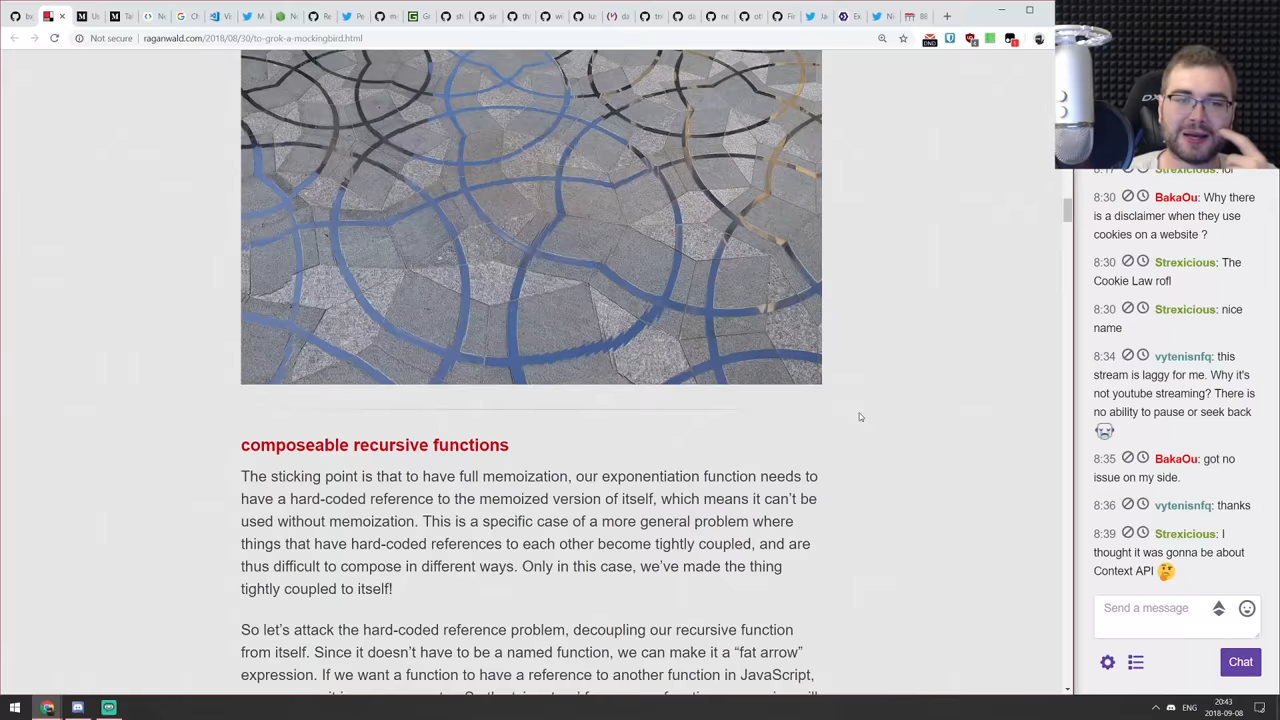 Not secure
raganwald.com/2018/08/30/to-grok-a-mockingbird.html
composeable recursive functions
The sticking point is that to have full memoization, our exponentiation function needs to
have a hard-coded reference to the memoized version of itself, which means it can't be
used without memoization. This is a specific case of a more general problem where
things that have hard-coded references to each other become tightly coupled, and are
thus difficult to compose in different ways. Only in this case, we've made the thing
tightly coupled to itself!
So let's attack the hard-coded reference problem, decoupling our recursive function
from itself. Since it doesn't have to be a named function, we can make it a “fat arrow”
expression. If we want a function to have a reference to another function in JavaScript,
8:30 BakaOu: Why there
is a disclaimer when they use
cookies on a website ?
8:30 Strexicious: The
Cookie Law rofl
8:30 Strexicious: nice
name
8:34 vytenisnfq: this
stream is laggy for me. Why it's
not youtube streaming? There is
no ability to pause or seek back
8:35 BakaOu: got no
issue on my side.
8:36 vytenisnfq: thanks
8:39 Strexicious: I
thought it was gonna be about
Context API
Send a message
Chat
ENG
20:43
2018-09-08